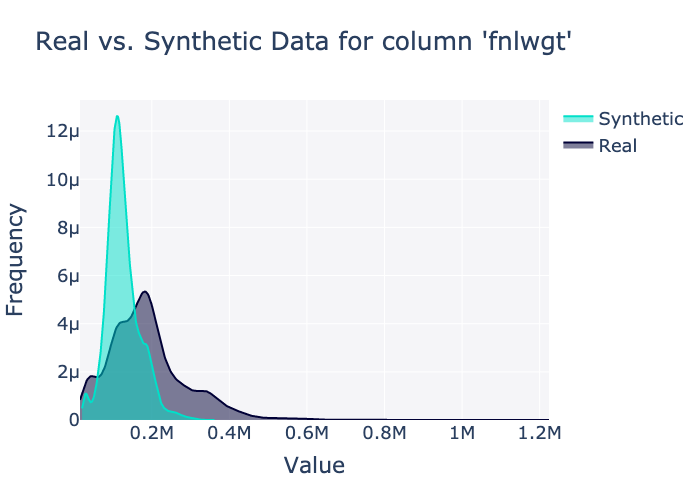 Real vs. Synthetic Data for column 'fnlwgt'
Synthetic
Real
12μ
10μ
8μ
6μ
4μ
2μ
0
Frequency
0.2M 0.4M 0.6M 0.8M 1M 1.2M
Value